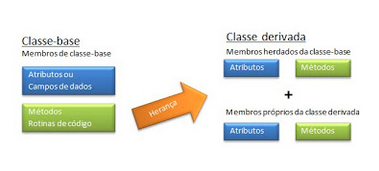 Classe-base
Membros de classe-base
Atributos ou
Campos de dados
Métodos
Rotinas de código
Herança
Classe derivada
Membros herdados da classe-base
Atributos
Métodos
+
Membros próprios da classe derivada
Atributos
Métodos